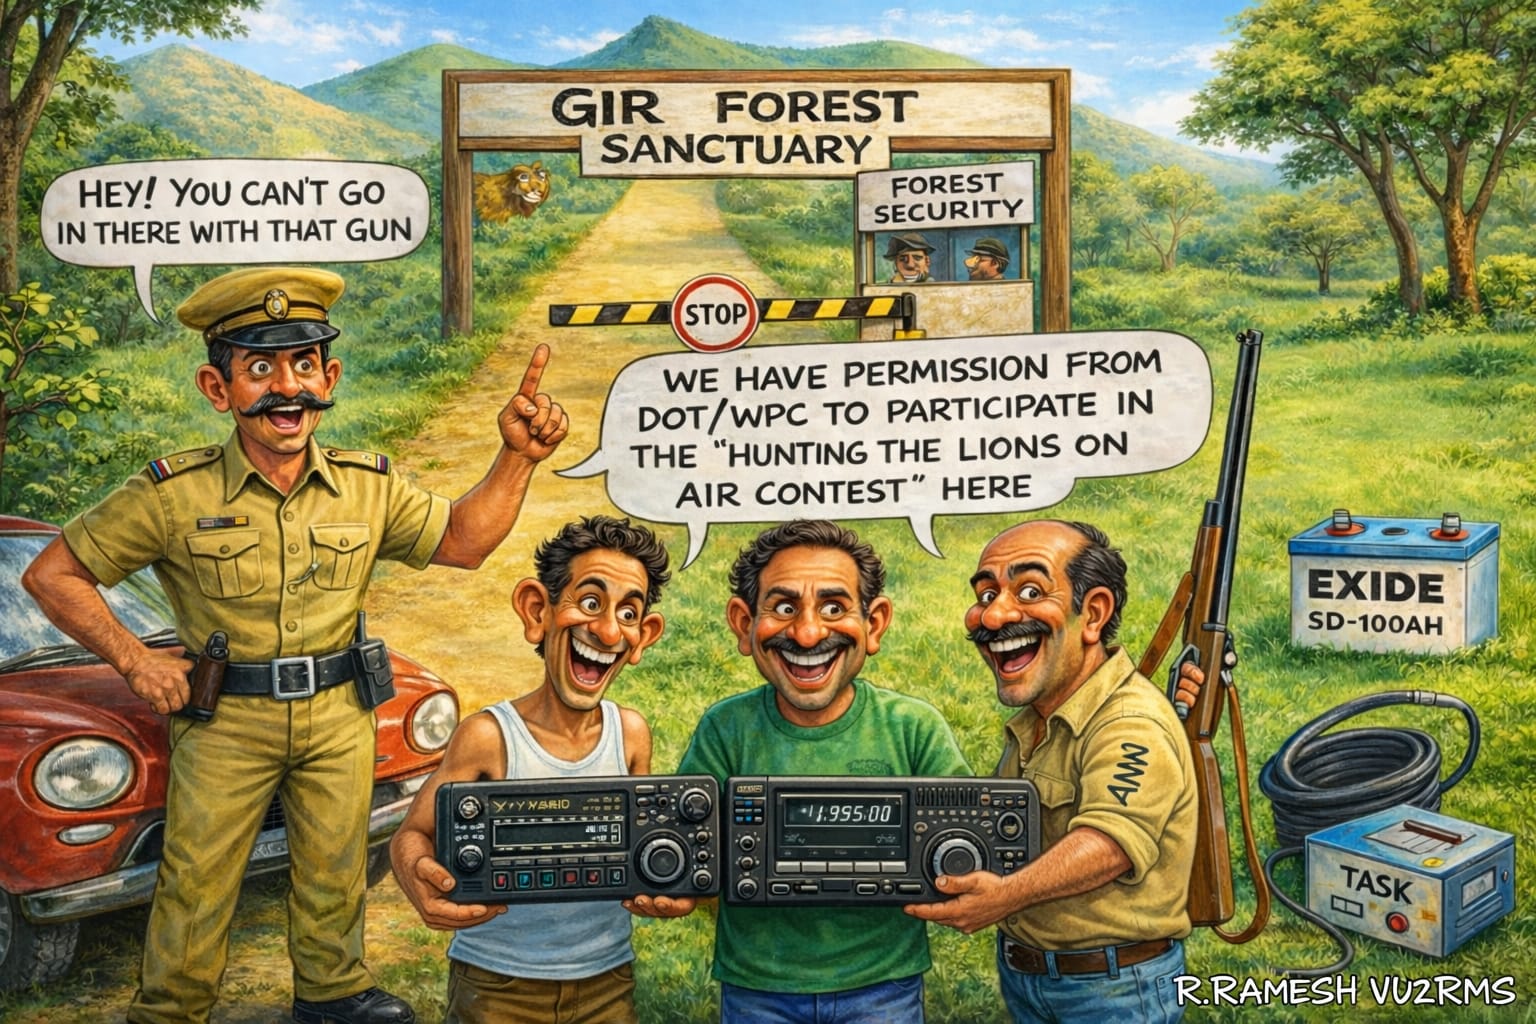 GIR FOREST
SANCTUARY
FOREST
SECURITY
HEY! YOU CAN'T GO
IN THERE WITH THAT GUN
STOP
WE HAVE PERMISSION FROM
DOT/WPC TO PARTICIPATE IN
THE "HUNTING THE LIONS ON
AIR CONTEST" HERE
EXIDE
SD-100AH
11.995:00
TASK
R.RAMESH VU2RMS